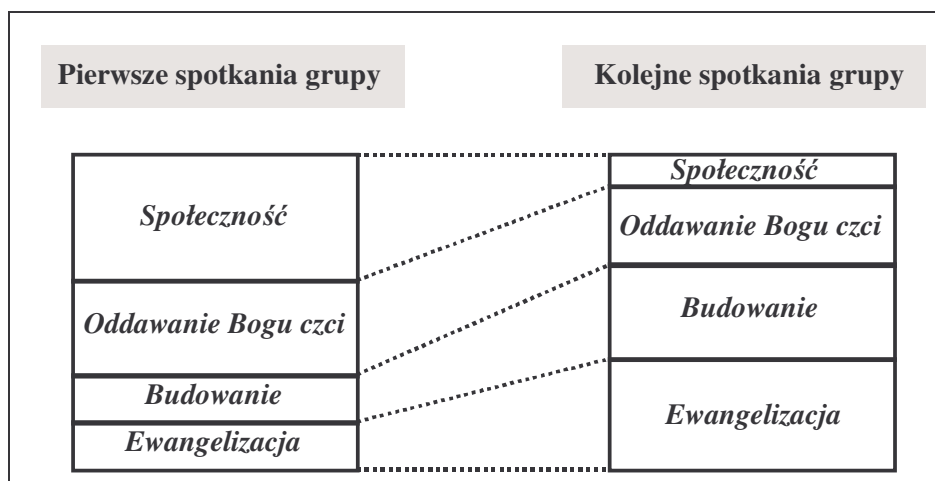 Pierwsze spotkania grupy
Kolejne spotkania grupy
Społeczność
Oddawanie Bogu czci
Budowanie
Ewangelizacja
Społeczność
Oddawanie Bogu czci
Budowanie
Ewangelizacja